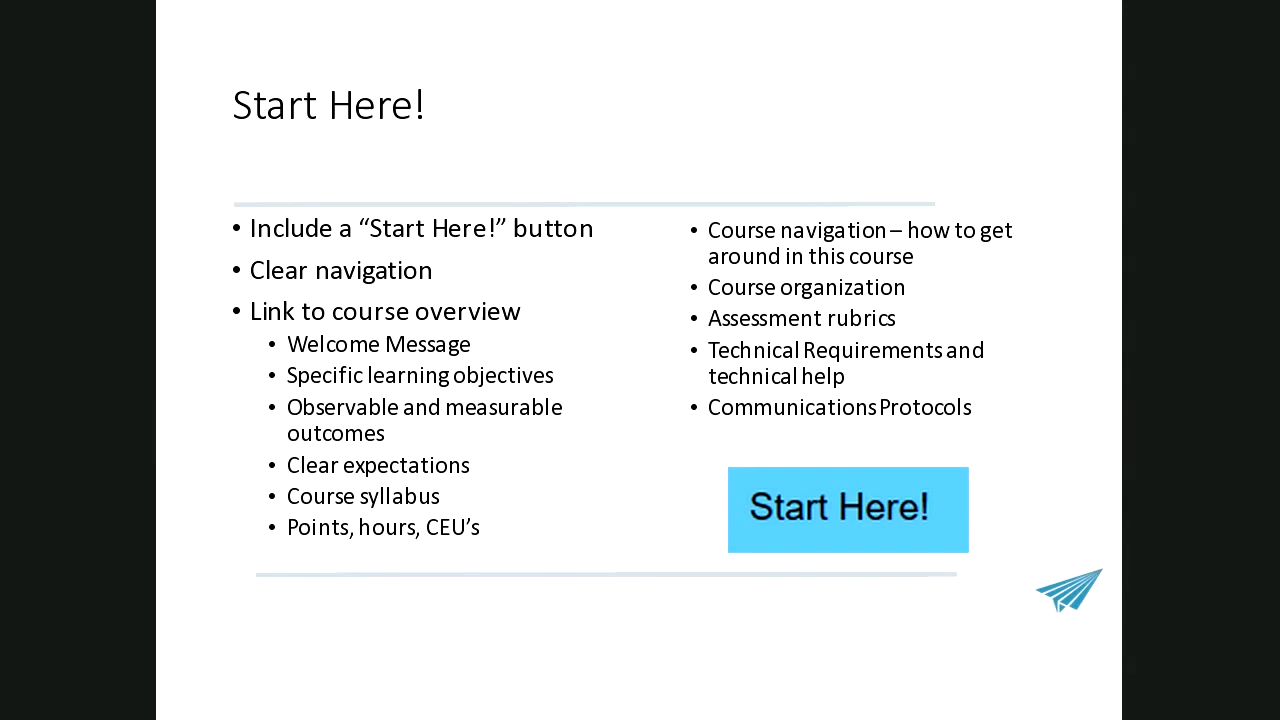 Start Here!
• Include a “Start Here!” button
• Clear navigation
• Link to course overview
• Welcome Message
• Specific learning objectives
• Observable and measurable
outcomes
• Clear expectations
• Course syllabus
• Points, hours, CEU’s
• Course navigation – how to get
around in this course
• Course organization
• Assessment rubrics
• Technical Requirements and
technical help
• Communications Protocols
Start Here!